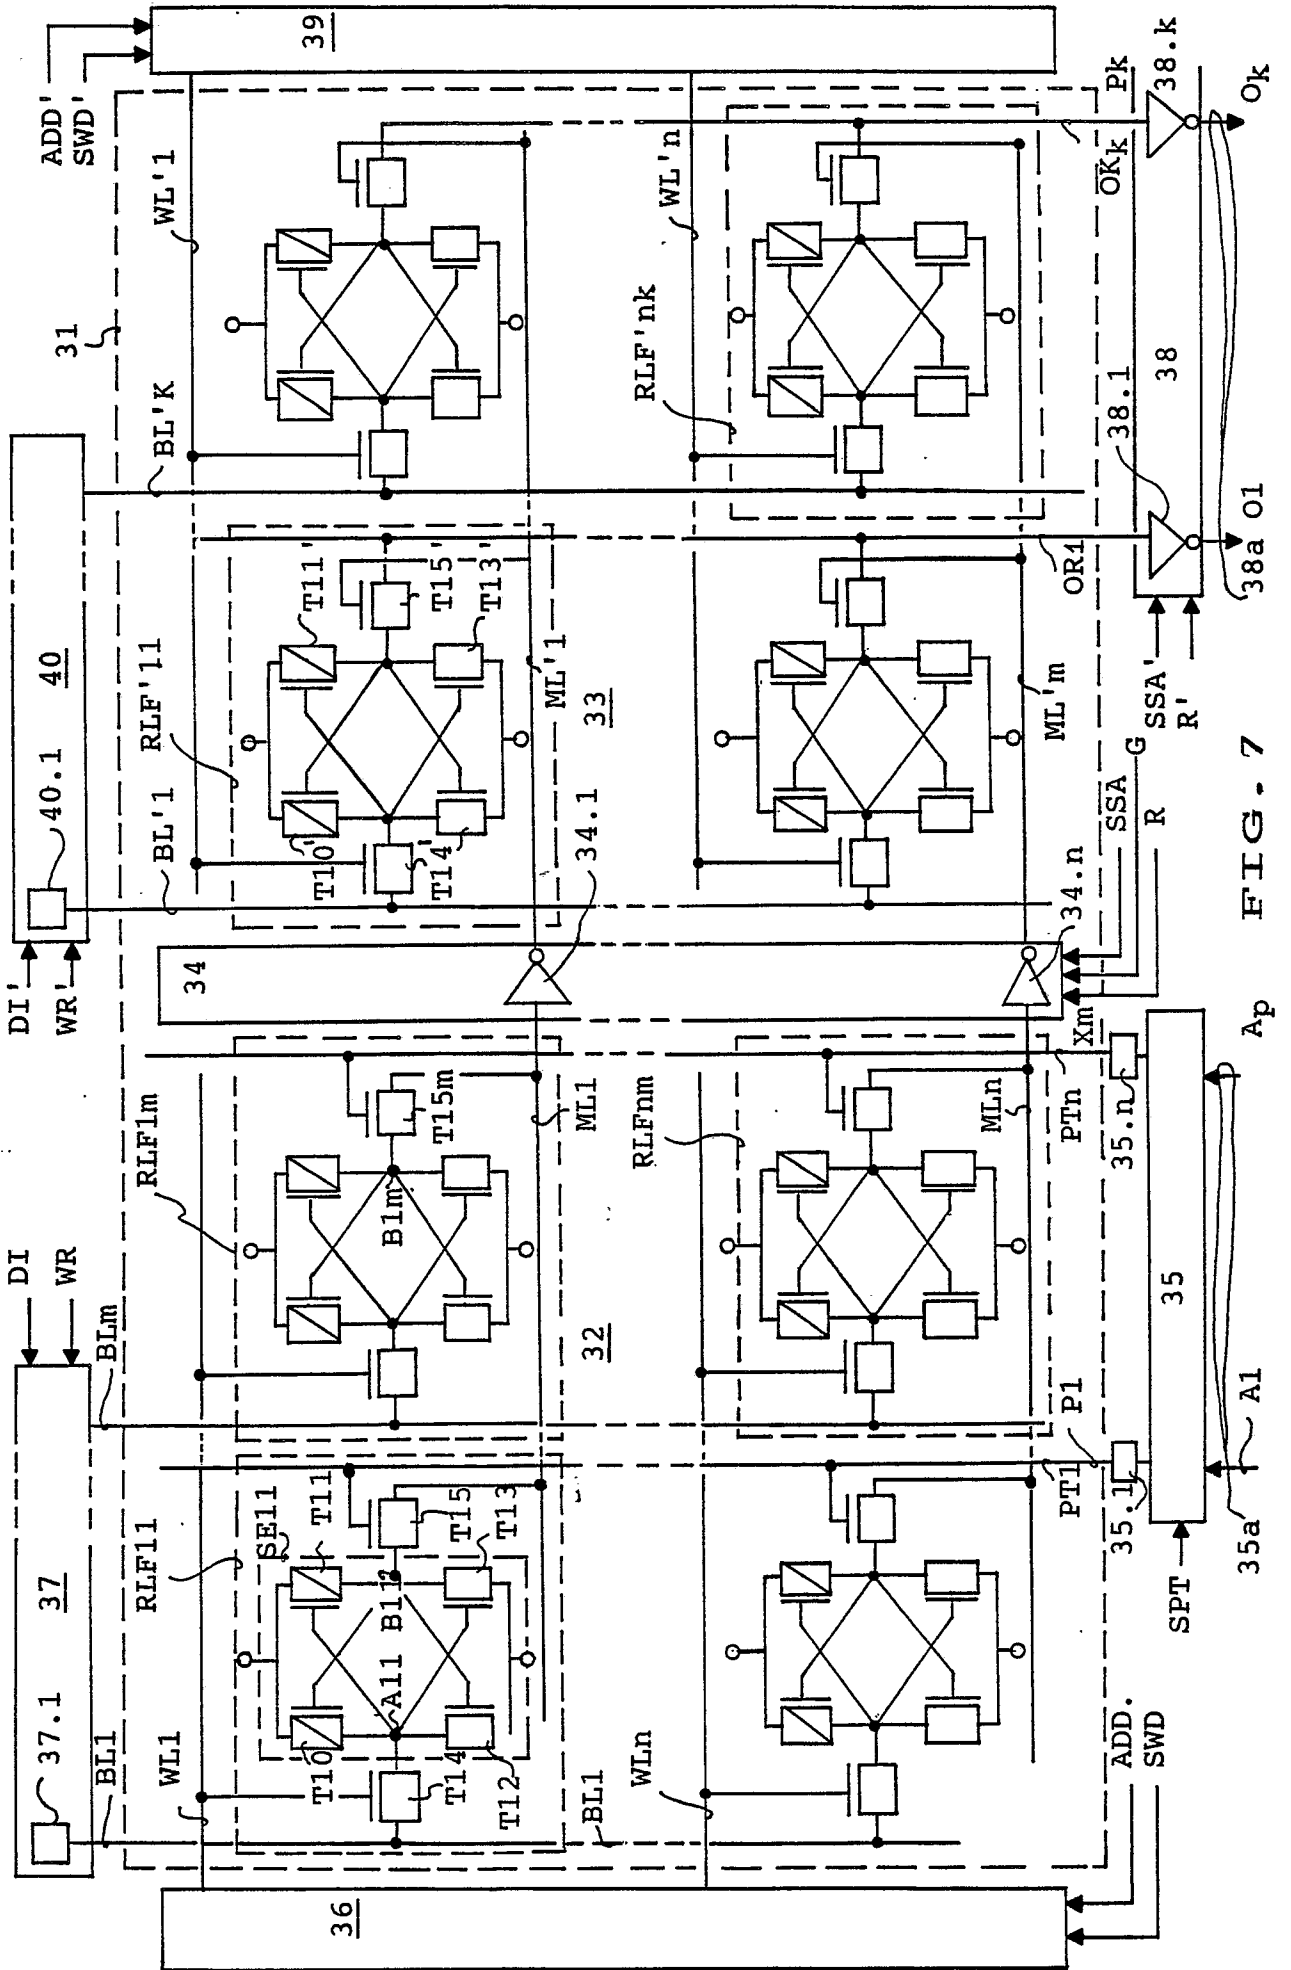 DI'
WR'
40.1
40
ADD'
SWD'
39
DI
WR
37.1
37
BL1
BLm
BL'1
BL'K
31
WL1
RLF11
RLF1m
RLF'11
WL'1
36
SE11
T10
T11
A11
B11
T14
T12
T15
T13
B1m
T15m
ML1
34
T10'
T11'
T14'
T15'
T13'
ML'1
34.1
32
33
BL1
WLn
RLFnm
RLF'nk
WL'n
MLn
PT1
PTn
P1
Xm
34.n
ML'm
OR1
OKk
Pk
ADD.
SWD
SPT
35.1
35
35.n
35a
A1
Ap
SSA
G
R
SSA'
R'
38.1
38
38.k
38a
O1
Ok
FIG. 7